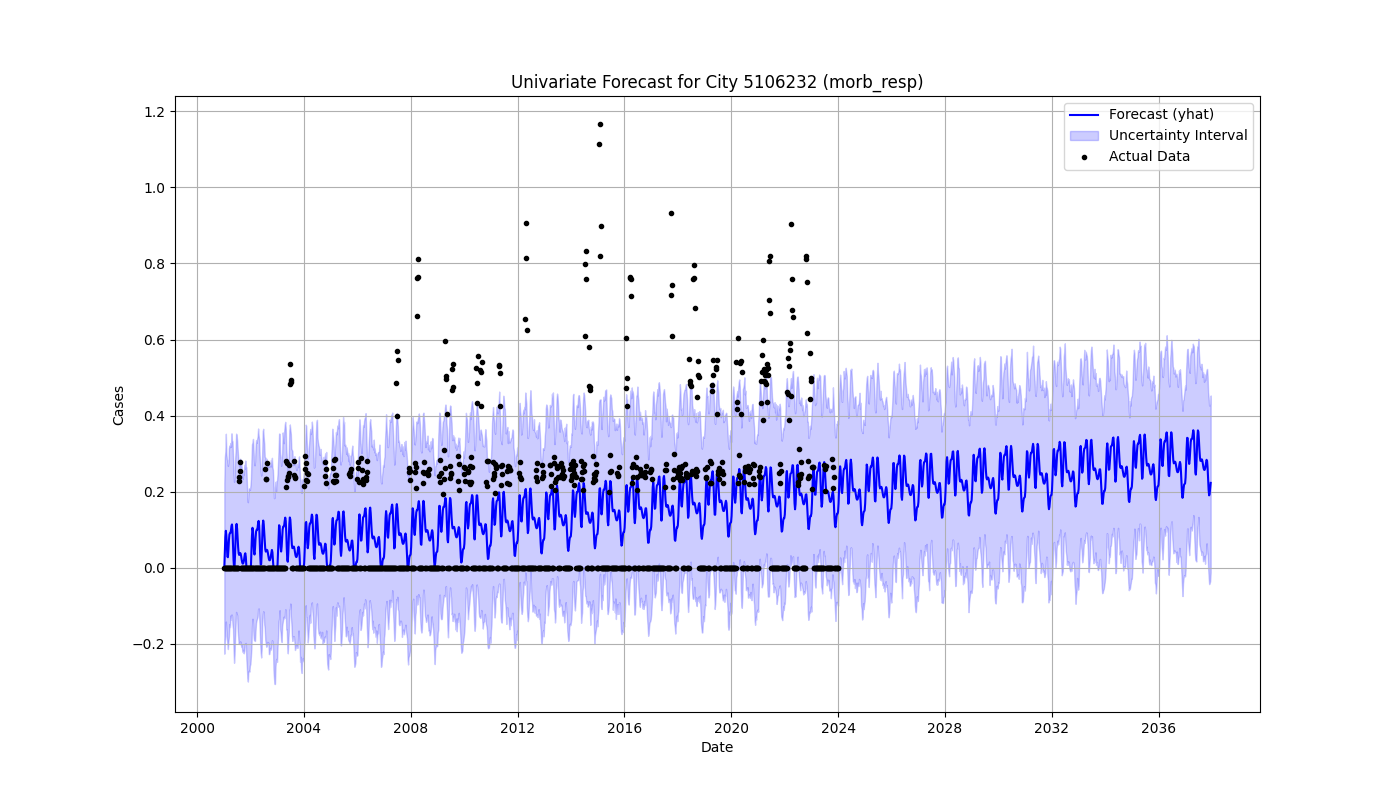 Univariate Forecast for City 5106232 (morb_resp)
Forecast (yhat)
Uncertainty Interval
Actual Data
Cases
1.2
1.0
0.8
0.6
0.4
0.2
0.0
−0.2
2000 2004 2008 2012 2016 2020 2024 2028 2032 2036
Date